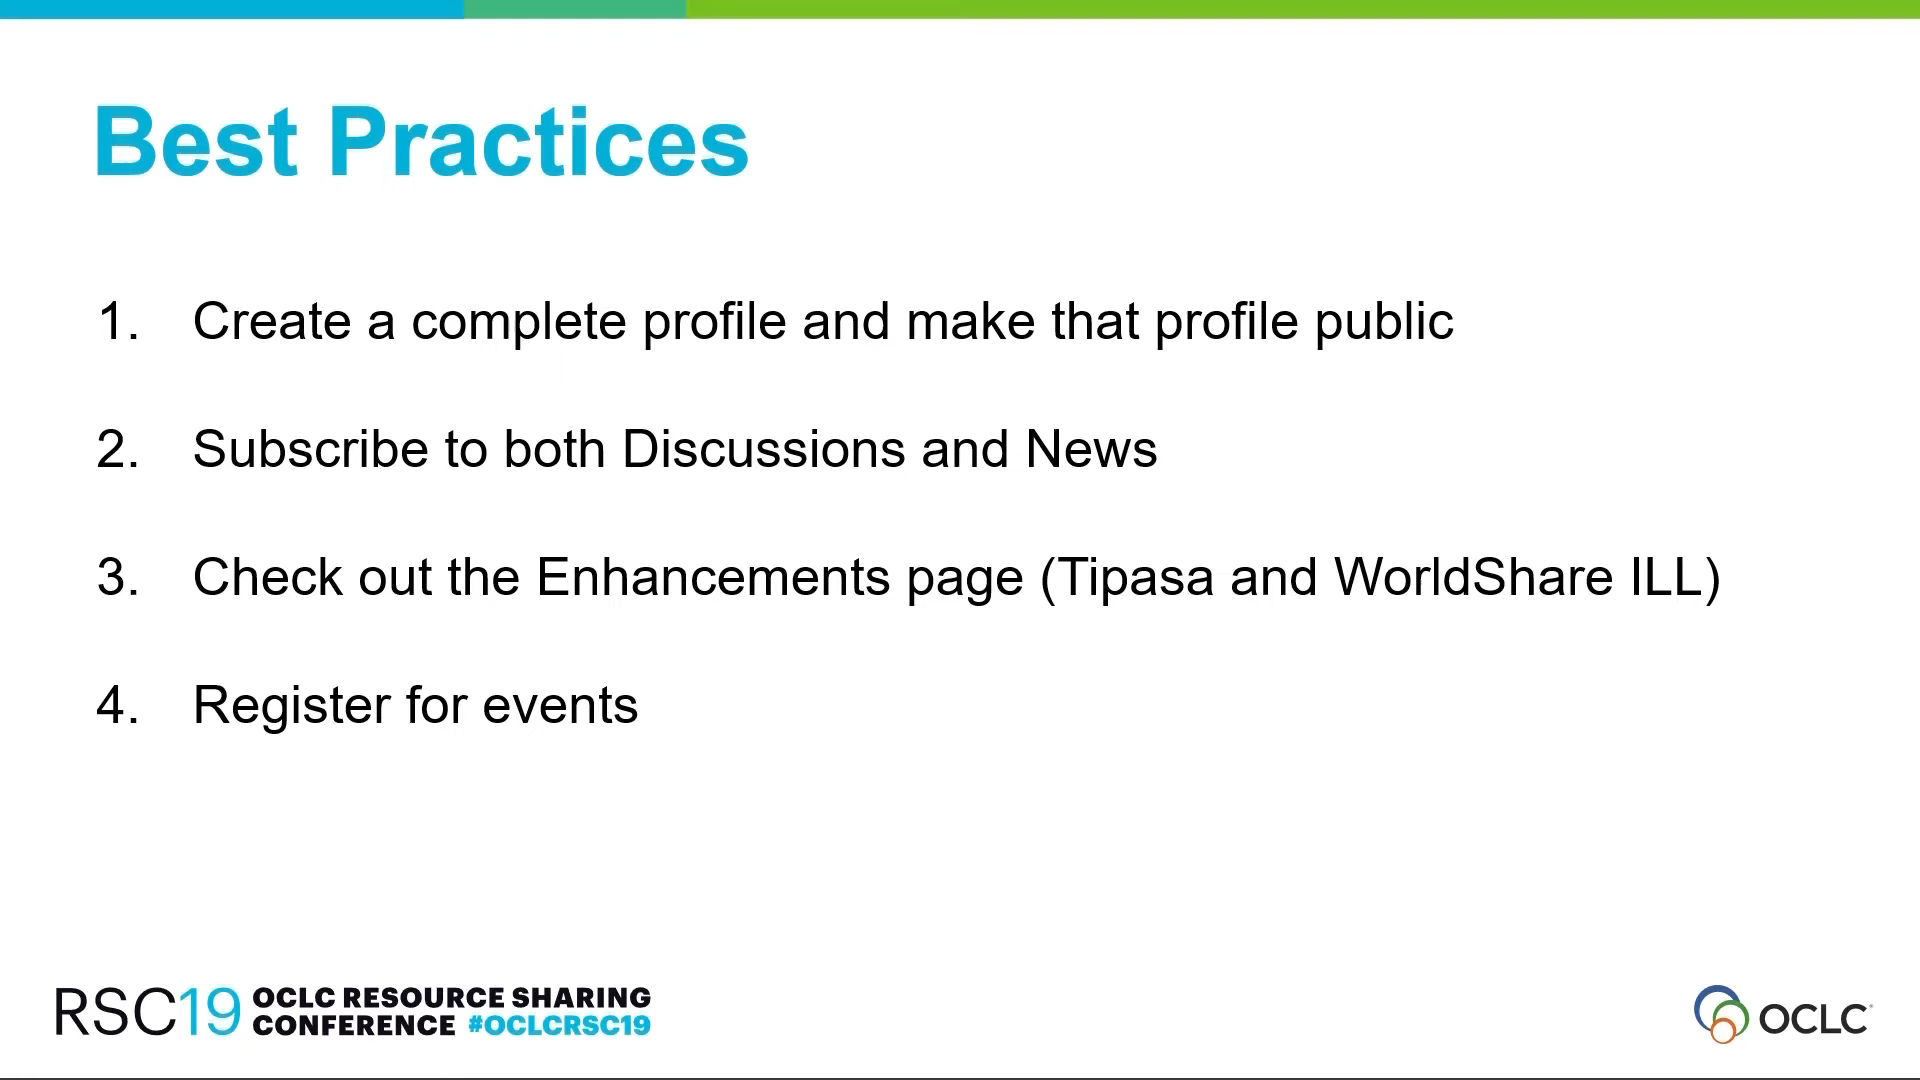 Best Practices
1. Create a complete profile and make that profile public
2. Subscribe to both Discussions and News
3. Check out the Enhancements page (Tipasa and WorldShare ILL)
4. Register for events
RSC19 OCLC RESOURCE SHARING
CONFERENCE #OCLCRSC19
OCLC